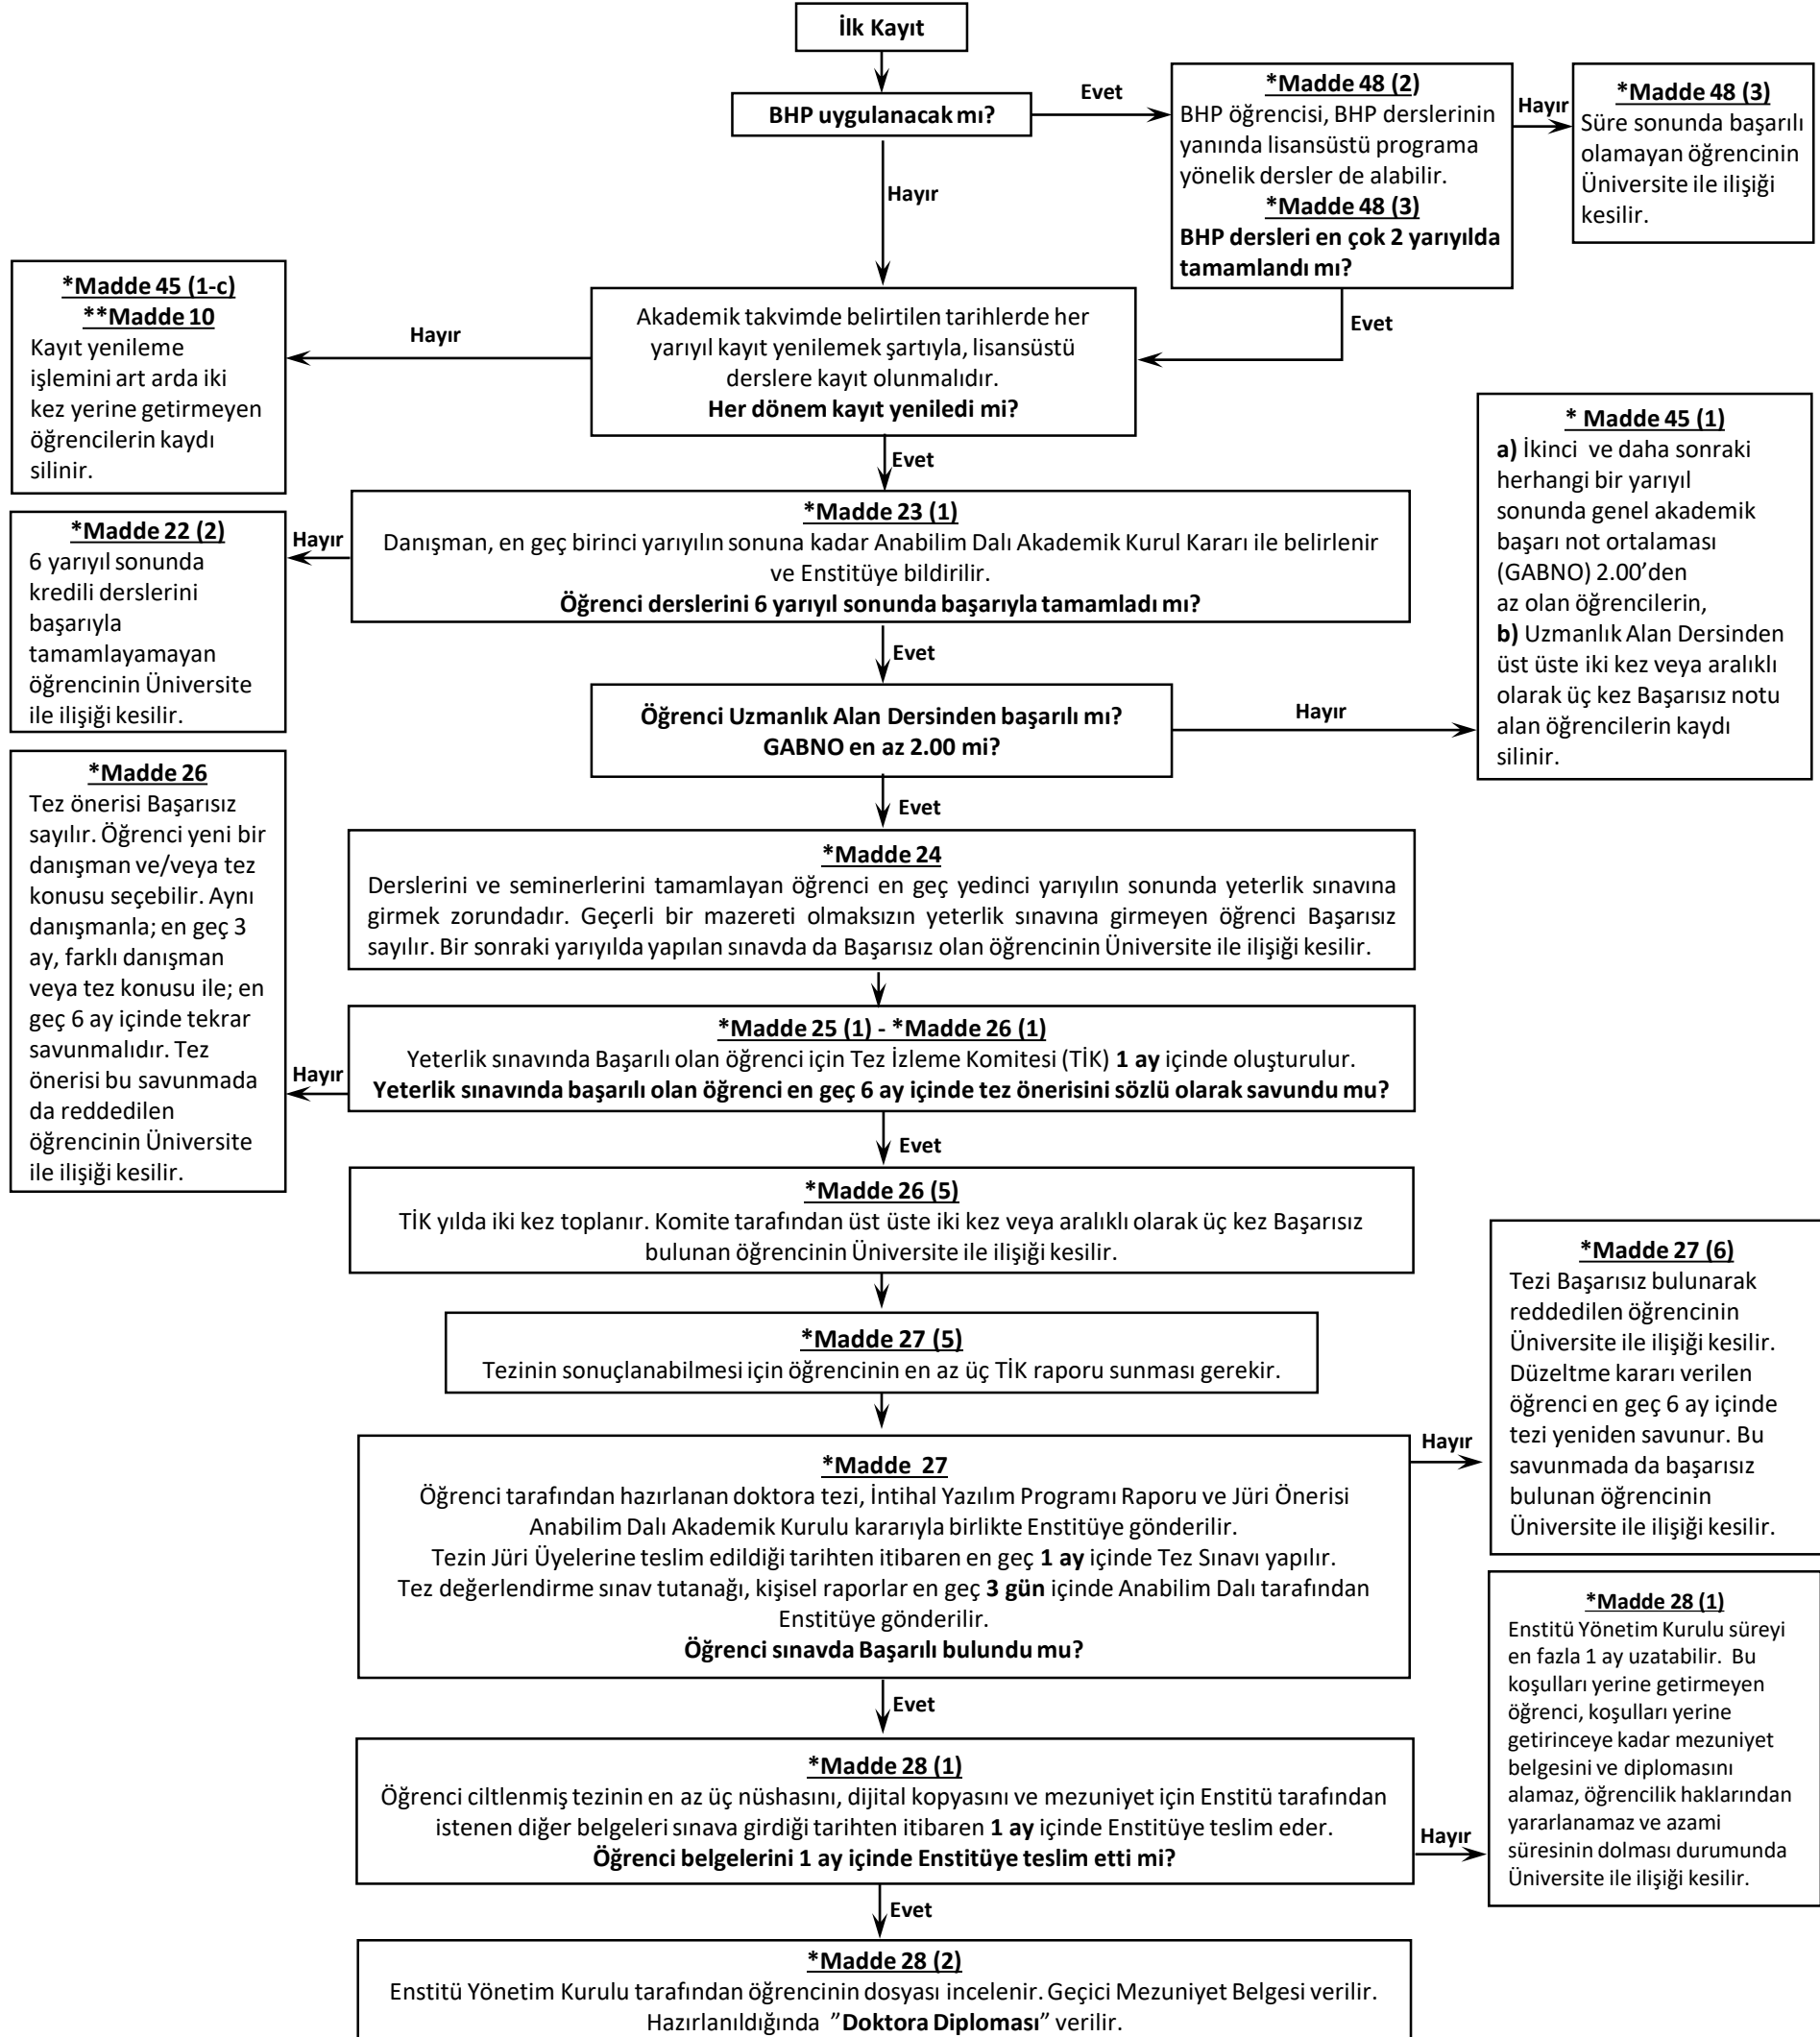 İlk Kayıt
BHP uygulanacak mı?
Evet
*Madde 48 (2)
BHP öğrencisi, BHP derslerinin
yanında lisansüstü programa
yönelik dersler de alabilir.
*Madde 48 (3)
BHP dersleri en çok 2 yarıyılda
tamamlandı mı?
Hayır
*Madde 48 (3)
Süre sonunda başarılı
olamayan öğrencinin
Üniversite ile ilişiği
kesilir.
Hayır
Evet
Akademik takvimde belirtilen tarihlerde her
yarıyıl kayıt yenilemek şartıyla, lisansüstü
derslere kayıt olunmalıdır.
Her dönem kayıt yeniledi mi?
Hayır
*Madde 45 (1-c)
**Madde 10
Kayıt yenileme
işlemini art arda iki
kez yerine getirmeyen
öğrencilerin kaydı
silinir.
Evet
*Madde 23 (1)
Danışman, en geç birinci yarıyılın sonuna kadar Anabilim Dalı Akademik Kurul Kararı ile belirlenir
ve Enstitüye bildirilir.
Öğrenci derslerini 6 yarıyıl sonunda başarıyla tamamladı mı?
Hayır
*Madde 22 (2)
6 yarıyıl sonunda
kredili derslerini
başarıyla
tamamlayamayan
öğrencinin Üniversite
ile ilişiği kesilir.
Evet
Öğrenci Uzmanlık Alan Dersinden başarılı mı?
GABNO en az 2.00 mi?
Hayır
* Madde 45 (1)
a) İkinci ve daha sonraki
herhangi bir yarıyıl
sonunda genel akademik
başarı not ortalaması
(GABNO) 2.00’den
az olan öğrencilerin,
b) Uzmanlık Alan Dersinden
üst üste iki kez veya aralıklı
olarak üç kez Başarısız notu
alan öğrencilerin kaydı
silinir.
Evet
*Madde 24
Derslerini ve seminerlerini tamamlayan öğrenci en geç yedinci yarıyılın sonunda yeterlik sınavına
girmek zorundadır. Geçerli bir mazereti olmaksızın yeterlik sınavına girmeyen öğrenci Başarısız
sayılır. Bir sonraki yarıyılda yapılan sınavda da Başarısız olan öğrencinin Üniversite ile ilişiği kesilir.
*Madde 25 (1) - *Madde 26 (1)
Yeterlik sınavında Başarılı olan öğrenci için Tez İzleme Komitesi (TİK) 1 ay içinde oluşturulur.
Yeterlik sınavında başarılı olan öğrenci en geç 6 ay içinde tez önerisini sözlü olarak savundu mu?
Hayır
*Madde 26
Tez önerisi Başarısız
sayılır. Öğrenci yeni bir
danışman ve/veya tez
konusu seçebilir. Aynı
danışmanla; en geç 3
ay, farklı danışman
veya tez konusu ile; en
geç 6 ay içinde tekrar
savunmalıdır. Tez
önerisi bu savunmada
da reddedilen
öğrencinin Üniversite
ile ilişiği kesilir.
Evet
*Madde 26 (5)
TİK yılda iki kez toplanır. Komite tarafından üst üste iki kez veya aralıklı olarak üç kez Başarısız
bulunan öğrencinin Üniversite ile ilişiği kesilir.
*Madde 27 (5)
Tezinin sonuçlanabilmesi için öğrencinin en az üç TİK raporu sunması gerekir.
*Madde 27
Öğrenci tarafından hazırlanan doktora tezi, İntihal Yazılım Programı Raporu ve Jüri Önerisi
Anabilim Dalı Akademik Kurulu kararıyla birlikte Enstitüye gönderilir.
Tezin Jüri Üyelerine teslim edildiği tarihten itibaren en geç 1 ay içinde Tez Sınavı yapılır.
Tez değerlendirme sınav tutanağı, kişisel raporlar en geç 3 gün içinde Anabilim Dalı tarafından
Enstitüye gönderilir.
Öğrenci sınavda Başarılı bulundu mu?
Hayır
*Madde 27 (6)
Tezi Başarısız bulunarak
reddedilen öğrencinin
Üniversite ile ilişiği kesilir.
Düzeltme kararı verilen
öğrenci en geç 6 ay içinde
tezi yeniden savunur. Bu
savunmada da başarısız
bulunan öğrencinin
Üniversite ile ilişiği kesilir.
Evet
*Madde 28 (1)
Öğrenci ciltlenmiş tezinin en az üç nüshasını, dijital kopyasını ve mezuniyet için Enstitü tarafından
istenen diğer belgeleri sınava girdiği tarihten itibaren 1 ay içinde Enstitüye teslim eder.
Öğrenci belgelerini 1 ay içinde Enstitüye teslim etti mi?
Hayır
*Madde 28 (1)
Enstitü Yönetim Kurulu süreyi
en fazla 1 ay uzatabilir. Bu
koşulları yerine getirmeyen
öğrenci, koşulları yerine
getirinceye kadar mezuniyet
belgesini ve diplomasını
alamaz, öğrencilik haklarından
yararlanamaz ve azami
süresinin dolması durumunda
Üniversite ile ilişiği kesilir.
Evet
*Madde 28 (2)
Enstitü Yönetim Kurulu tarafından öğrencinin dosyası incelenir. Geçici Mezuniyet Belgesi verilir.
Hazırlanıldığında ”Doktora Diploması” verilir.